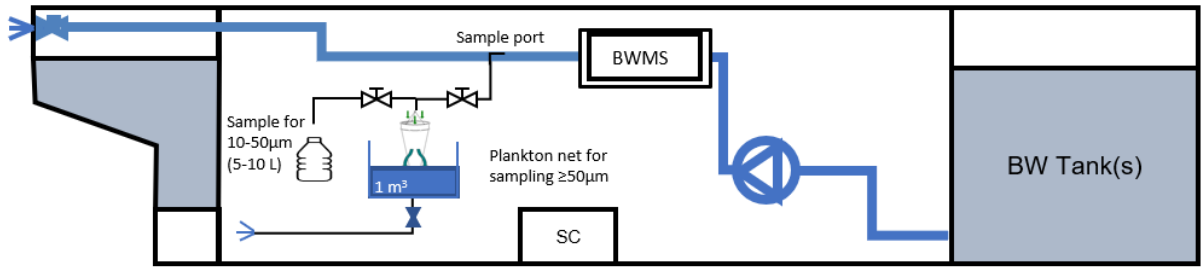 Sample port
BWMS
Sample for
10-50μm
(5-10 L)
Plankton net for
sampling ≥50μm
1 m³
BW Tank(s)
SC